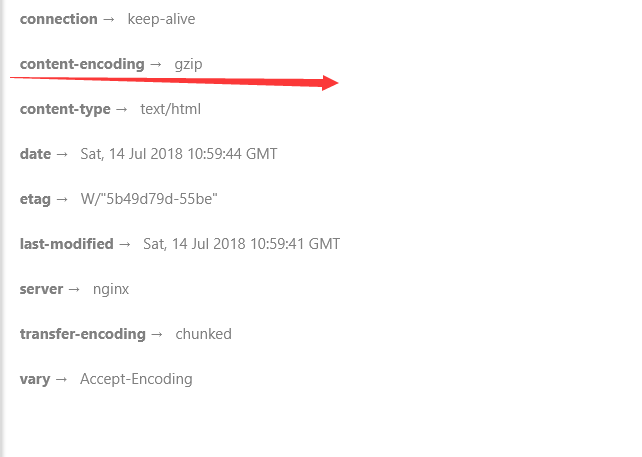 connection → keep-alive
content-encoding → gzip
content-type → text/html
date → Sat, 14 Jul 2018 10:59:44 GMT
etag → W/"5b49d79d-55be"
last-modified → Sat, 14 Jul 2018 10:59:41 GMT
server → nginx
transfer-encoding → chunked
vary → Accept-Encoding